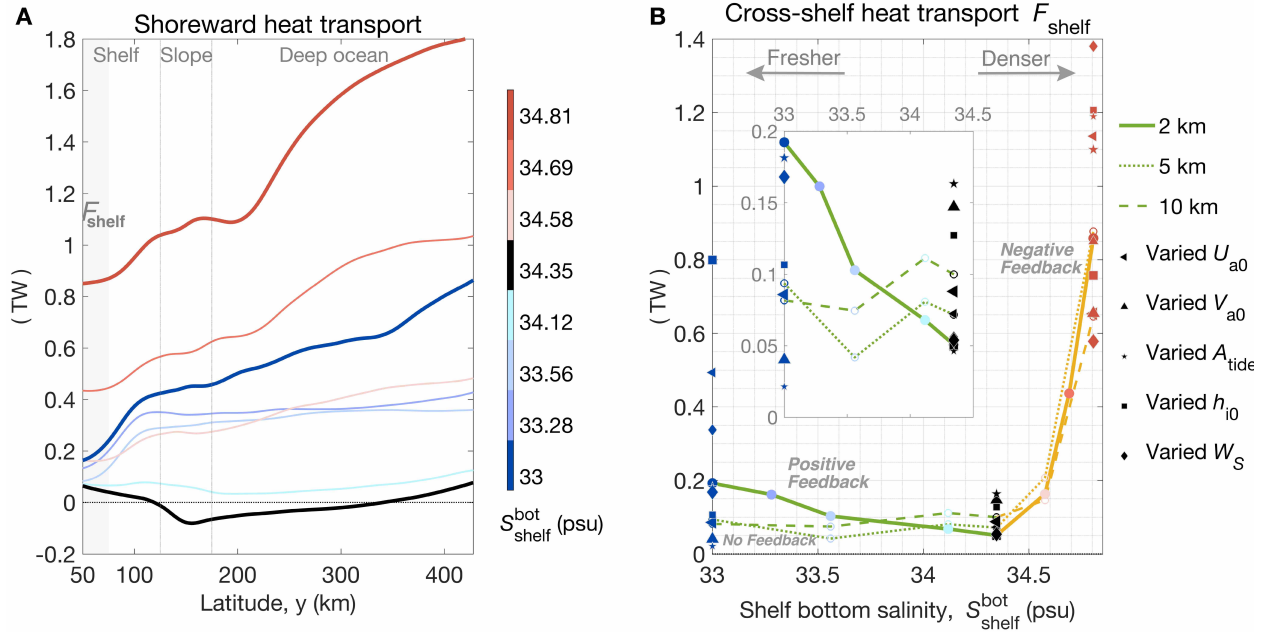 A
Shoreward heat transport
1.8
1.6
1.4
1.2
1
0.8
0.6
0.4
0.2
0
-0.2
( TW )
Shelf
Slope
Deep ocean
F_shelf
50
100
200
300
400
Latitude, y (km)
34.81
34.69
34.58
34.35
34.12
33.56
33.28
33
S_shelf^bot (psu)
B
Cross-shelf heat transport F_shelf
1.4
1.2
1
0.8
0.6
0.4
0.2
0
( TW )
Fresher
Denser
33
33.5
34
34.5
0.2
0.15
0.1
0.05
0
Negative
Feedback
Positive
Feedback
No Feedback
33
33.5
34
34.5
Shelf bottom salinity, S_shelf^bot (psu)
2 km
5 km
10 km
Varied U_a0
Varied V_a0
Varied A_tide
Varied h_i0
Varied W_S